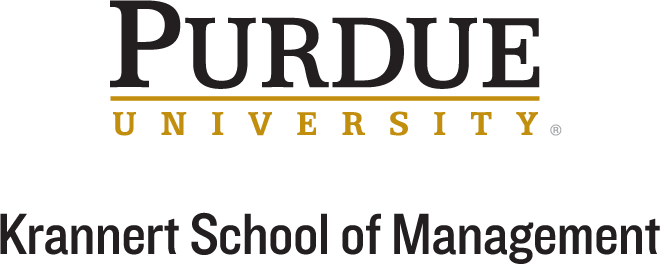 PURDUE
UNIVERSITY®
Krannert School of Management